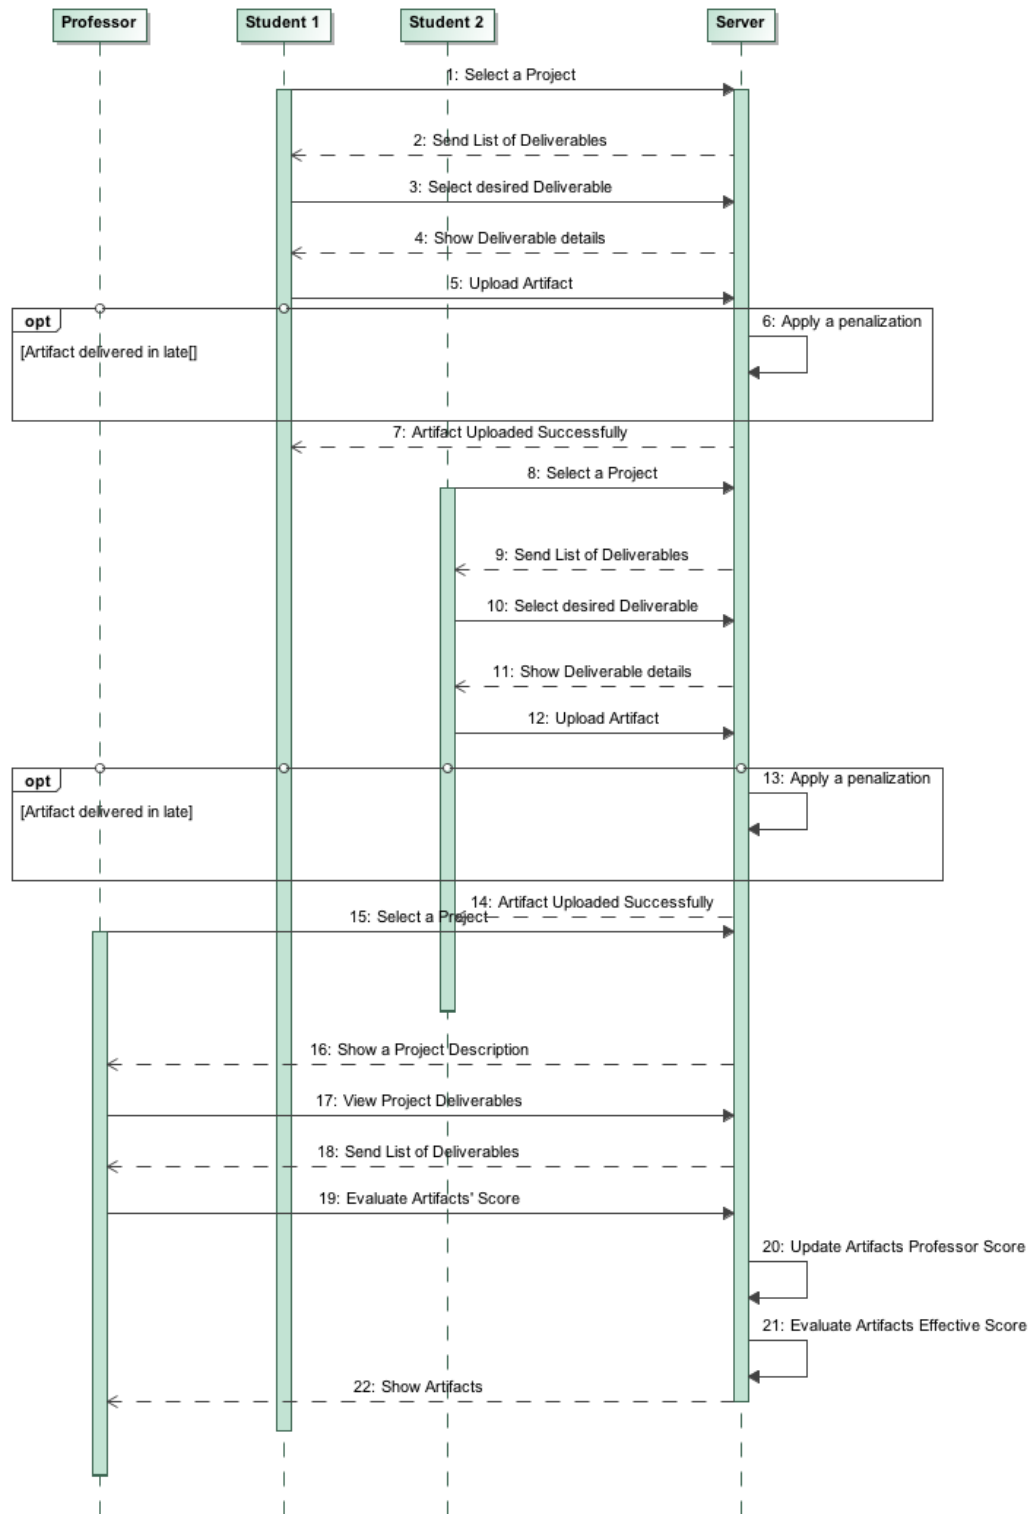 Professor
Student 1
Student 2
Server
1: Select a Project
2: Send List of Deliverables
3: Select desired Deliverable
4: Show Deliverable details
5: Upload Artifact
opt
6: Apply a penalization
[Artifact delivered in late[]
7: Artifact Uploaded Successfully
8: Select a Project
9: Send List of Deliverables
10: Select desired Deliverable
11: Show Deliverable details
12: Upload Artifact
opt
13: Apply a penalization
[Artifact delivered in late]
14: Artifact Uploaded Successfully
15: Select a Project
16: Show a Project Description
17: View Project Deliverables
18: Send List of Deliverables
19: Evaluate Artifacts' Score
20: Update Artifacts Professor Score
21: Evaluate Artifacts Effective Score
22: Show Artifacts